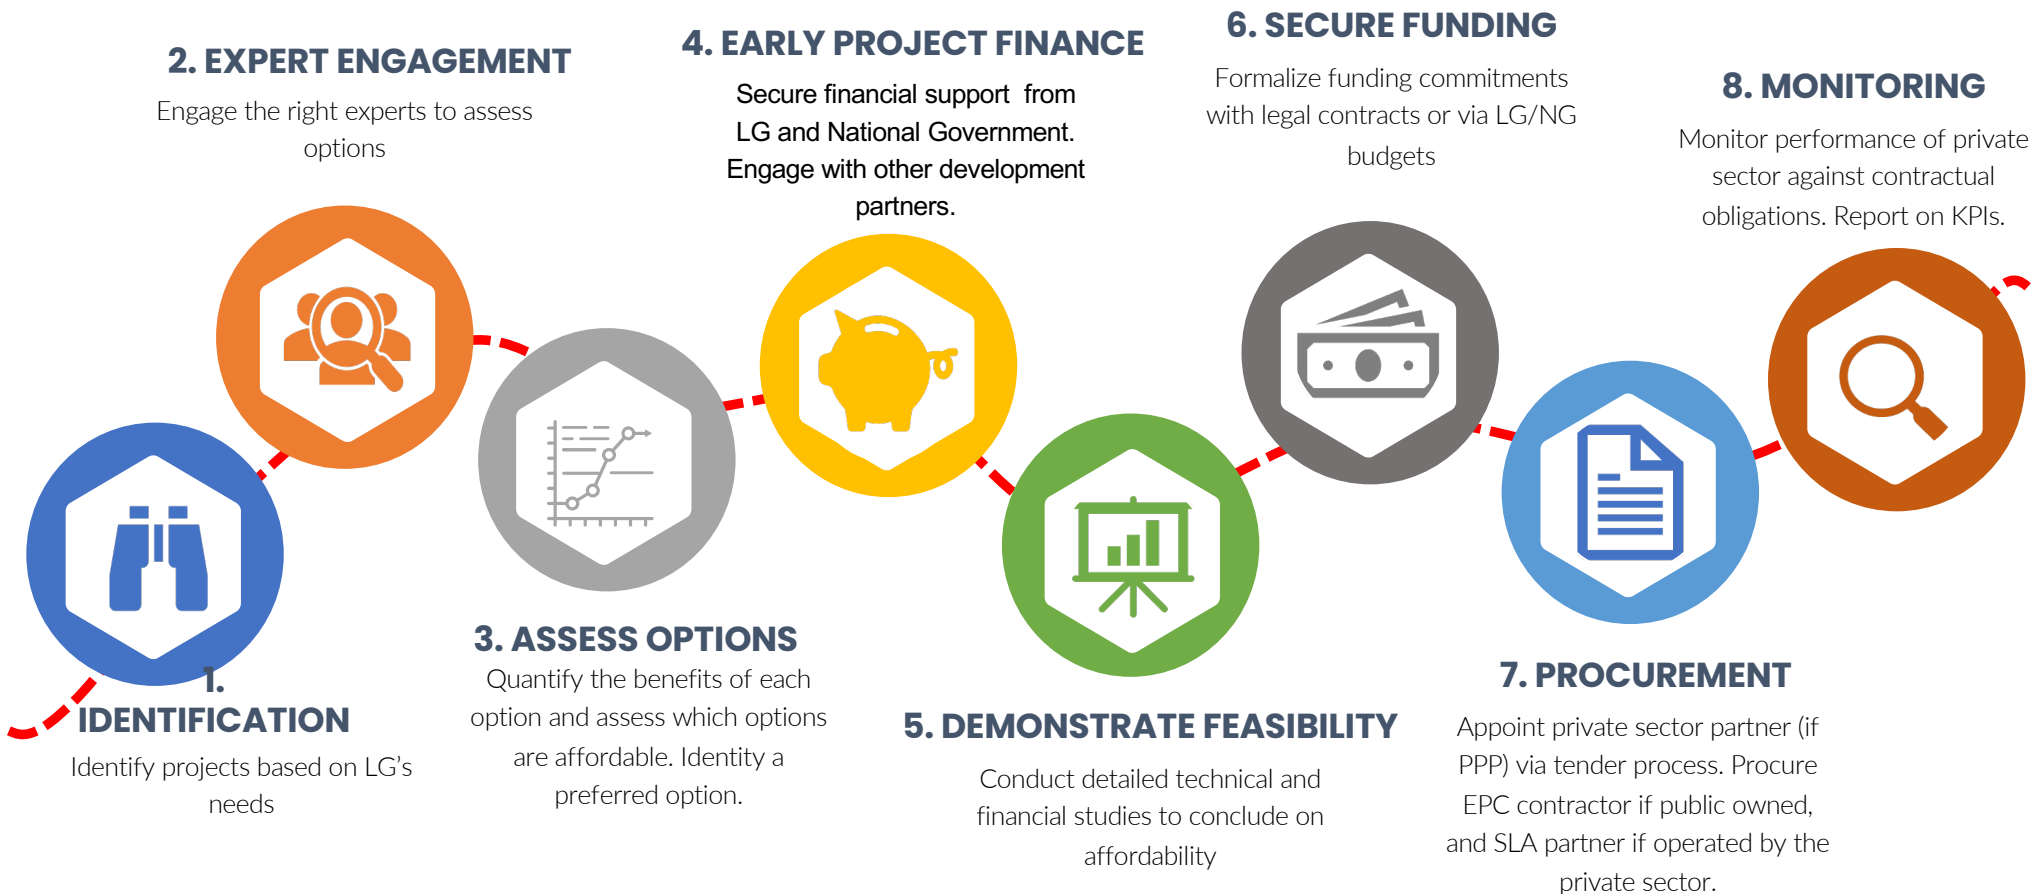 1.
IDENTIFICATION
Identify projects based on LG’s
needs
2. EXPERT ENGAGEMENT
Engage the right experts to assess
options
3. ASSESS OPTIONS
Quantify the benefits of each
option and assess which options
are affordable. Identity a
preferred option.
4. EARLY PROJECT FINANCE
Secure financial support from
LG and National Government.
Engage with other development
partners.
5. DEMONSTRATE FEASIBILITY
Conduct detailed technical and
financial studies to conclude on
affordability
6. SECURE FUNDING
Formalize funding commitments
with legal contracts or via LG/NG
budgets
7. PROCUREMENT
Appoint private sector partner (if
PPP) via tender process. Procure
EPC contractor if public owned,
and SLA partner if operated by the
private sector.
8. MONITORING
Monitor performance of private
sector against contractual
obligations. Report on KPIs.